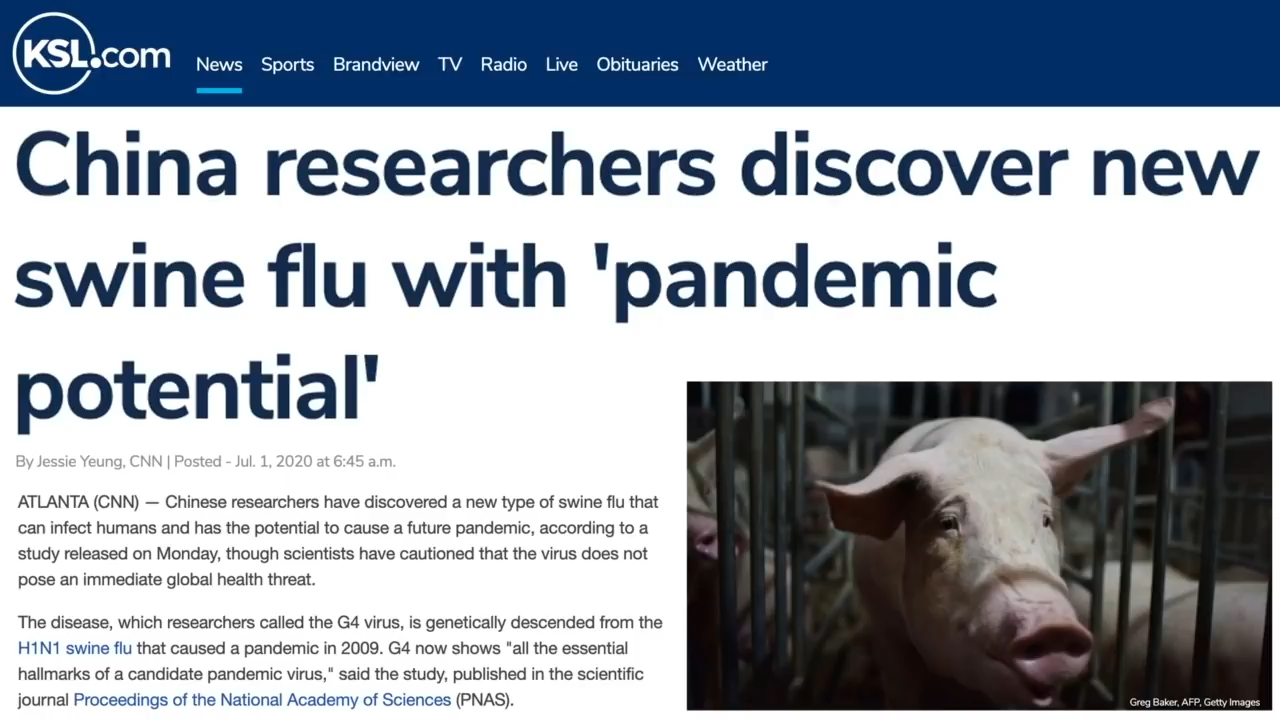 KSL.com
News Sports Brandview TV Radio Live Obituaries Weather
China researchers discover new
swine flu with 'pandemic
potential'
By Jessie Yeung, CNN | Posted - Jul. 1, 2020 at 6:45 a.m.
ATLANTA (CNN) — Chinese researchers have discovered a new type of swine flu that
can infect humans and has the potential to cause a future pandemic, according to a
study released on Monday, though scientists have cautioned that the virus does not
pose an immediate global health threat.
The disease, which researchers called the G4 virus, is genetically descended from the
H1N1 swine flu that caused a pandemic in 2009. G4 now shows "all the essential
hallmarks of a candidate pandemic virus," said the study, published in the scientific
journal Proceedings of the National Academy of Sciences (PNAS).
Greg Baker, AFP, Getty Images